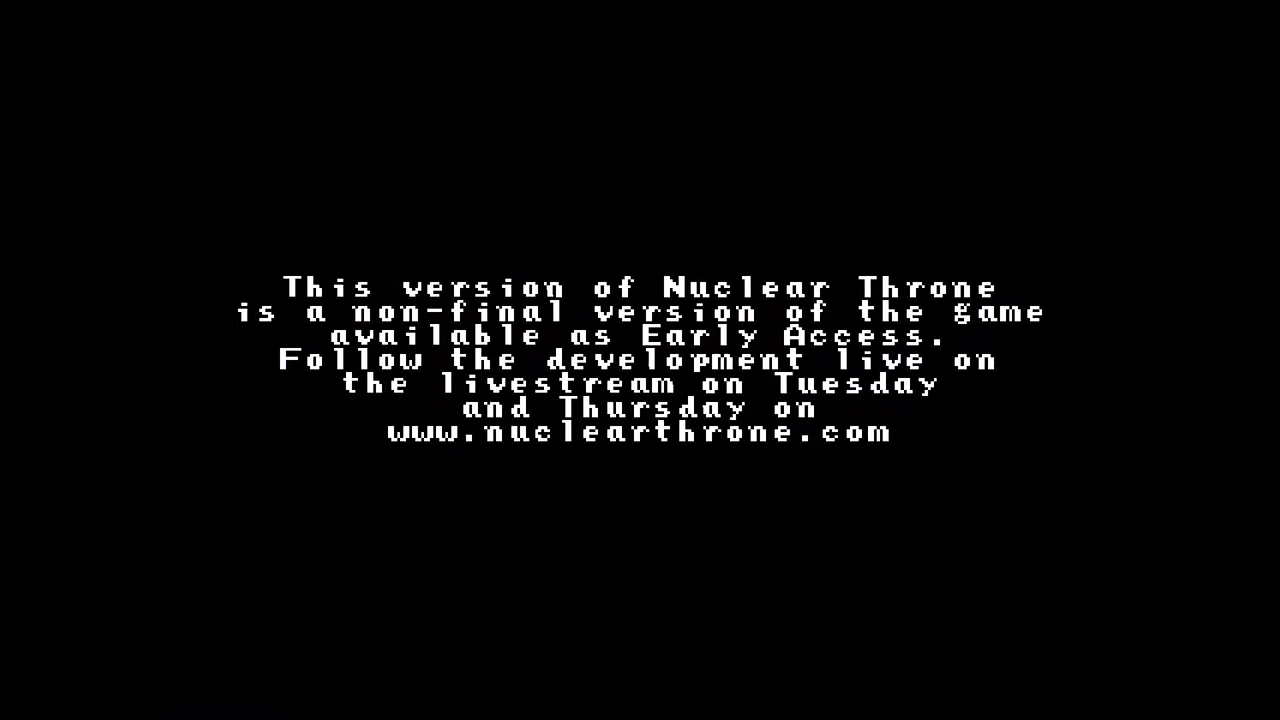 This version of Nuclear Throne
is a non-final version of the game
available as Early Access.
Follow the development live on
the livestream on Tuesday
and Thursday on
www.nuclearthrone.com